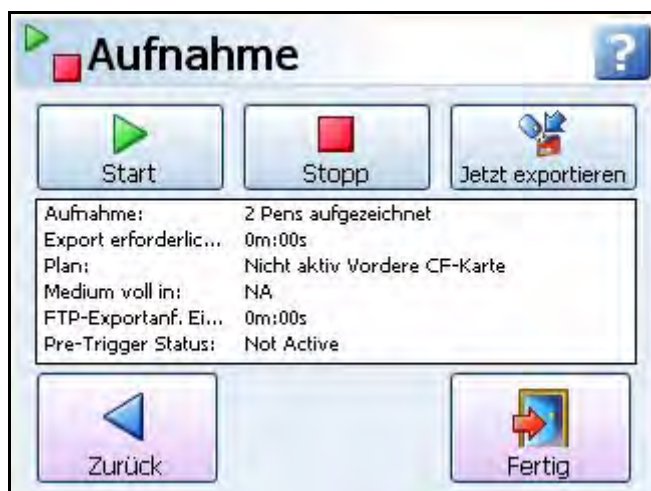 Aufnahme
?
Start Stopp Jetzt exportieren
Aufnahme: 2 Pens aufgezeichnet
Export erforderlic... 0m:00s
Plan: Nicht aktiv Vordere CF-Karte
Medium voll in: NA
FTP-Exportanf. Ei... 0m:00s
Pre-Trigger Status: Not Active
Zurück Fertig